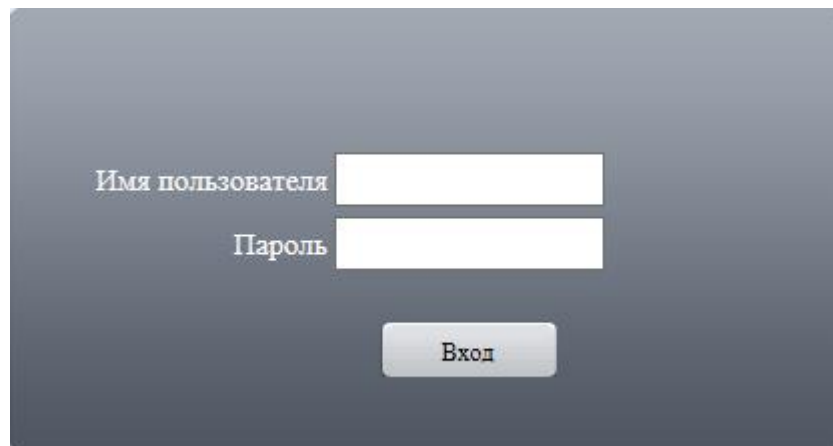 Имя пользователя
Пароль
Вход